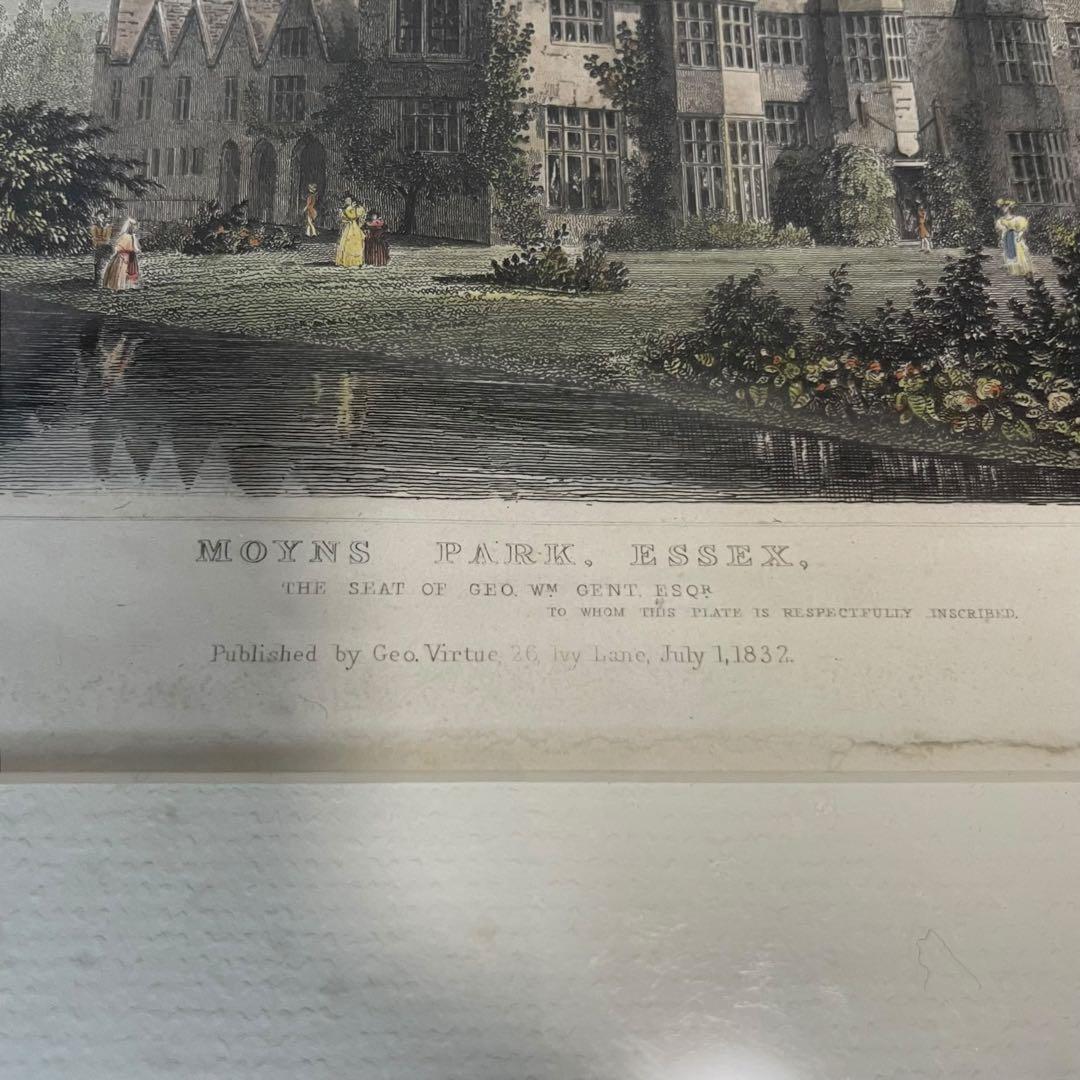 MOYNS PARK, ESSEX,
THE SEAT OF GEO. WM GENT. ESQR
TO WHOM THIS PLATE IS RESPECTFULLY INSCRIBED.
Published by Geo. Virtue, 26, Ivy Lane, July 1, 1832.